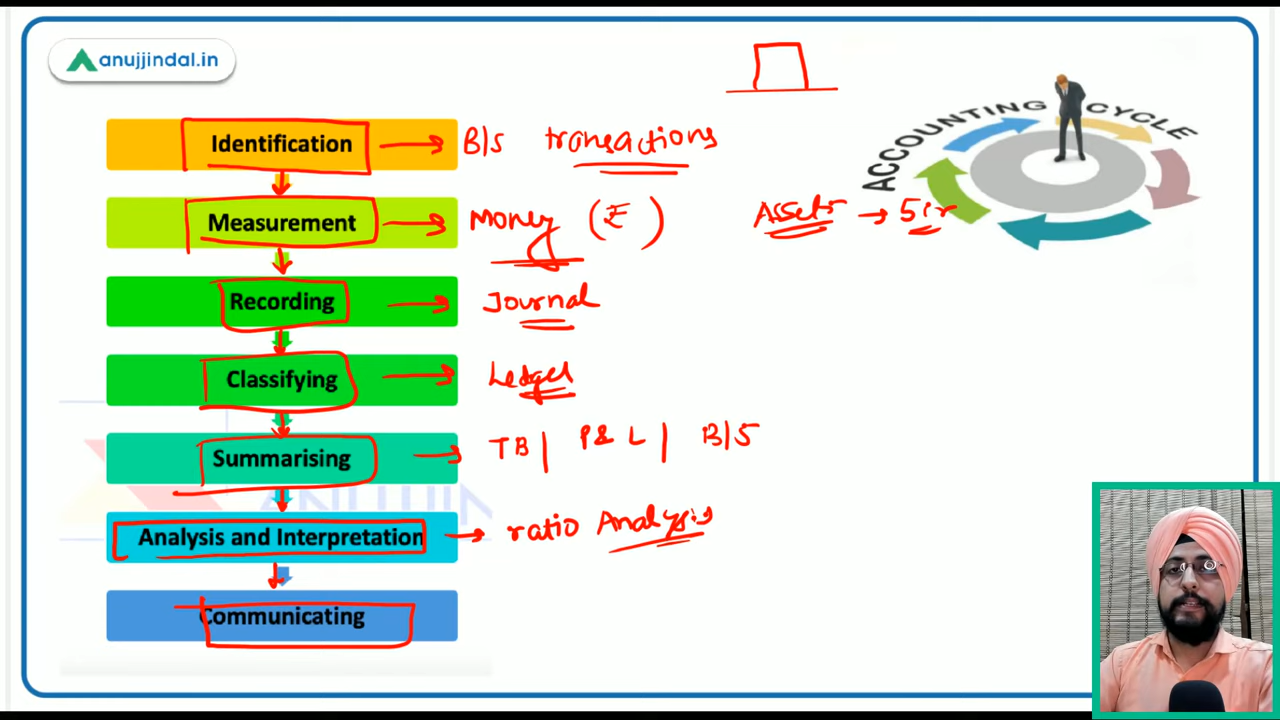 anujjindal.in
ACCOUNTING CYCLE
Identification → B/S transactions
Measurement → Money (₹)
Assets → 5 cr
Recording → Journal
Classifying → Ledger
Summarising → TB | P & L | B/S
Analysis and Interpretation → ratio Analysis
Communicating